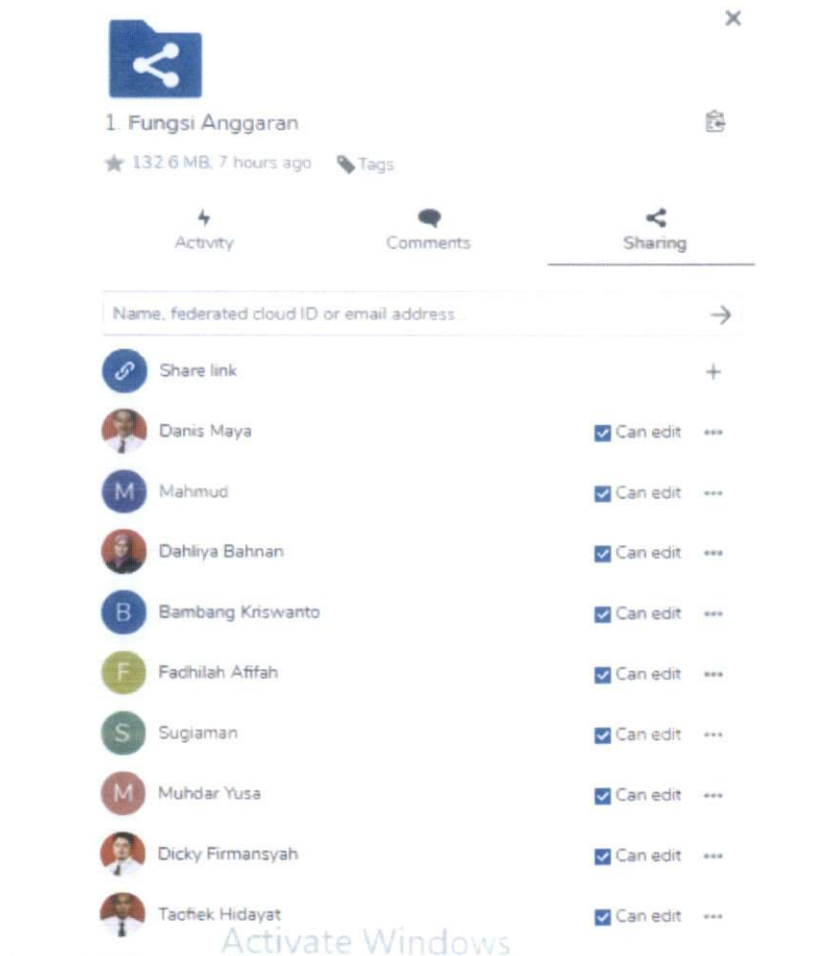 1. Fungsi Anggaran
132.6 MB, 7 hours ago Tags
Activity Comments Sharing
Name, federated cloud ID or email address...
Share link
Danis Maya Can edit
M Mahmud Can edit
Dahliya Bahnan Can edit
B Bambang Kriswanto Can edit
F Fadhilah Afifah Can edit
S Sugiaman Can edit
M Muhdar Yusa Can edit
Dicky Firmansyah Can edit
Taofiek Hidayat Can edit
Activate Windows